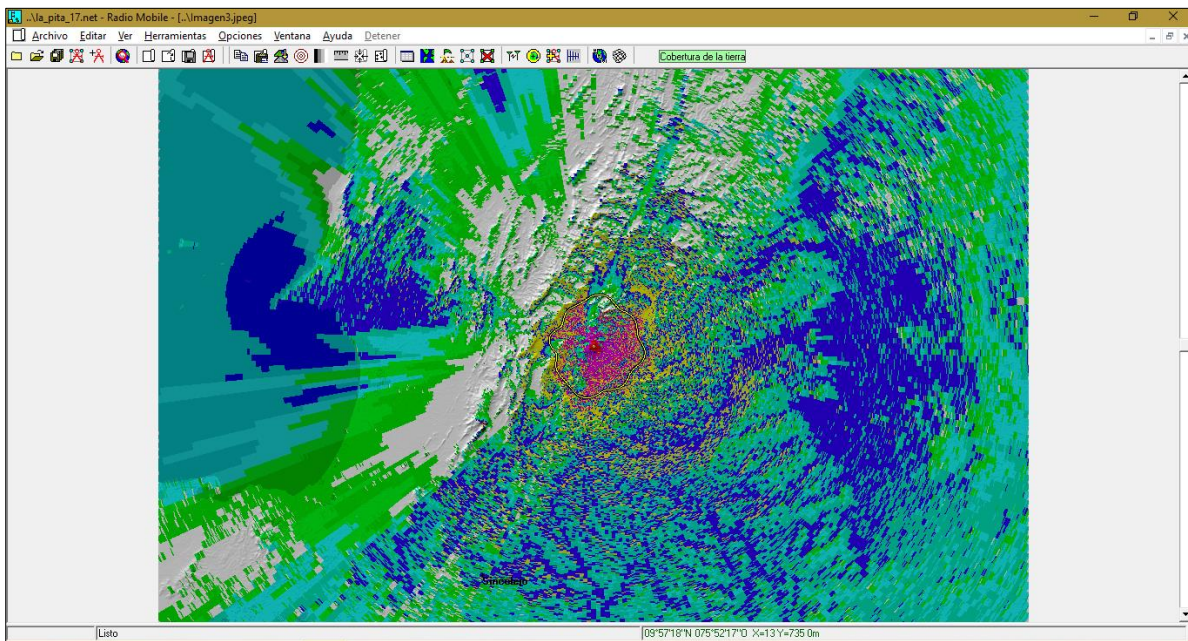 ..\la_pita_17.net - Radio Mobile - [..\Imagen3.jpeg]
Archivo Editar Ver Herramientas Opciones Ventana Ayuda Detener
Cobertura de la tierra
Sincelejo
Listo
09°57'18"N 075°52'17"O X=13 Y=735 0m